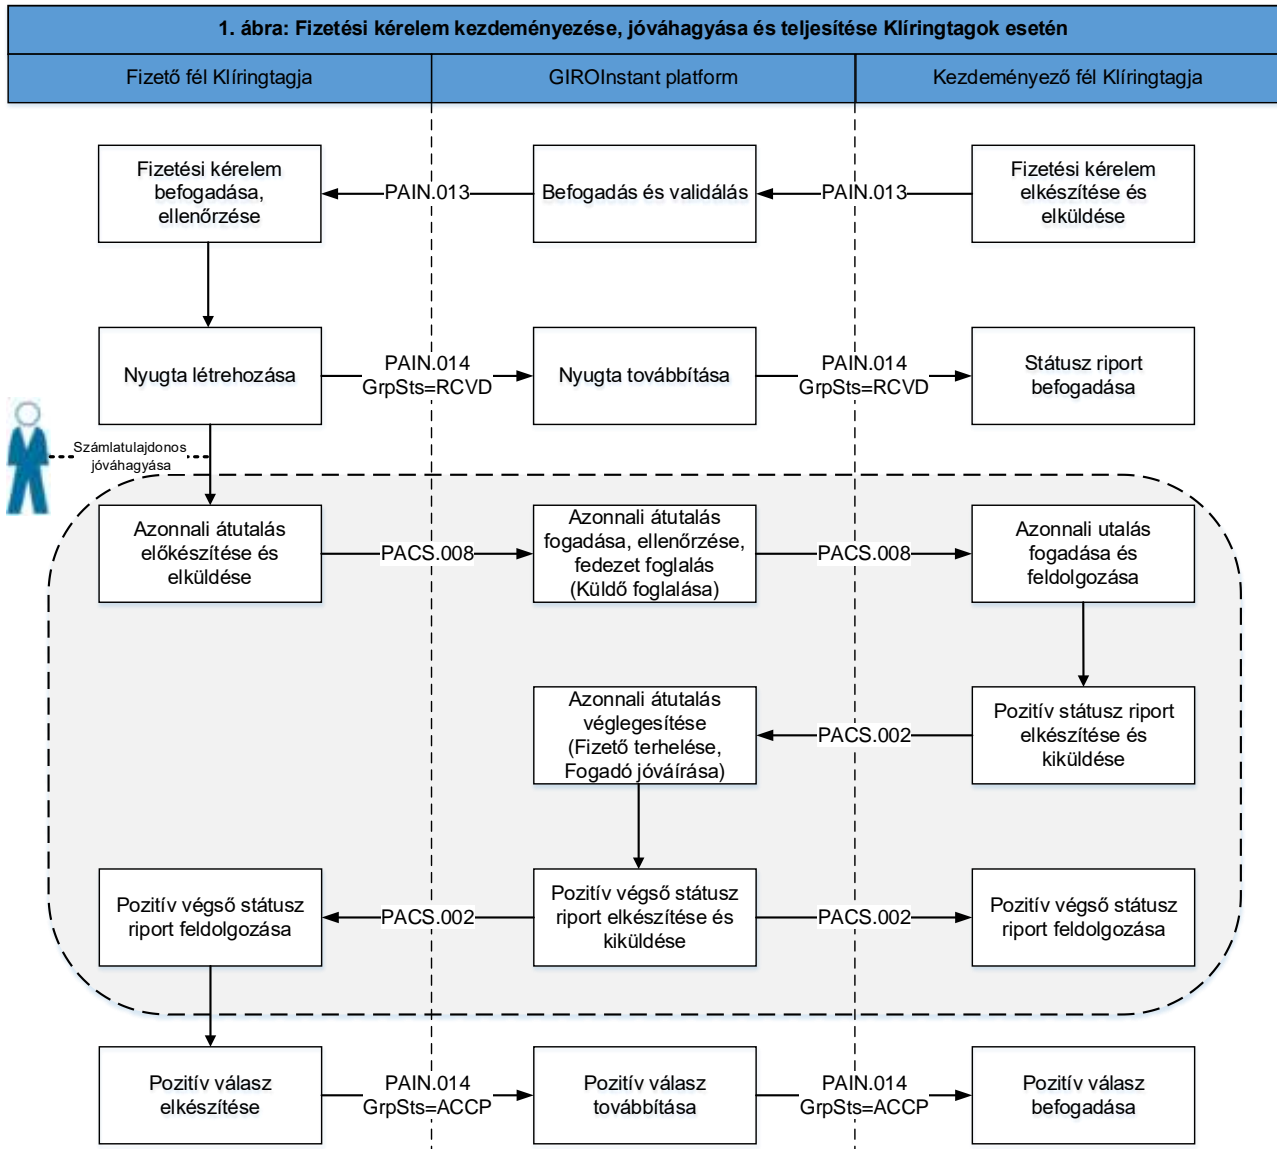 1. ábra: Fizetési kérelem kezdeményezése, jóváhagyása és teljesítése Klíringtagok esetén
Fizető fél Klíringtagja
GIROInstant platform
Kezdeményező fél Klíringtagja
Fizetési kérelem
befogadása,
ellenőrzése
PAIN.013
Befogadás és validálás
PAIN.013
Fizetési kérelem
elkészítése és
elküldése
Nyugta létrehozása
PAIN.014
GrpSts=RCVD
Nyugta továbbítása
PAIN.014
GrpSts=RCVD
Státusz riport
befogadása
Számlatulajdonos
jóváhagyása
Azonnali átutalás
előkészítése és
elküldése
PACS.008
Azonnali átutalás
fogadása, ellenőrzése,
fedezet foglalás
(Küldő foglalása)
PACS.008
Azonnali utalás
fogadása és
feldolgozása
Azonnali átutalás
véglegesítése
(Fizető terhelése,
Fogadó jóváírása)
PACS.002
Pozitív státusz riport
elkészítése és
kiküldése
Pozitív végső státusz
riport feldolgozása
PACS.002
Pozitív végső státusz
riport elkészítése és
kiküldése
PACS.002
Pozitív végső státusz
riport feldolgozása
Pozitív válasz
elkészítése
PAIN.014
GrpSts=ACCP
Pozitív válasz
továbbítása
PAIN.014
GrpSts=ACCP
Pozitív válasz
befogadása